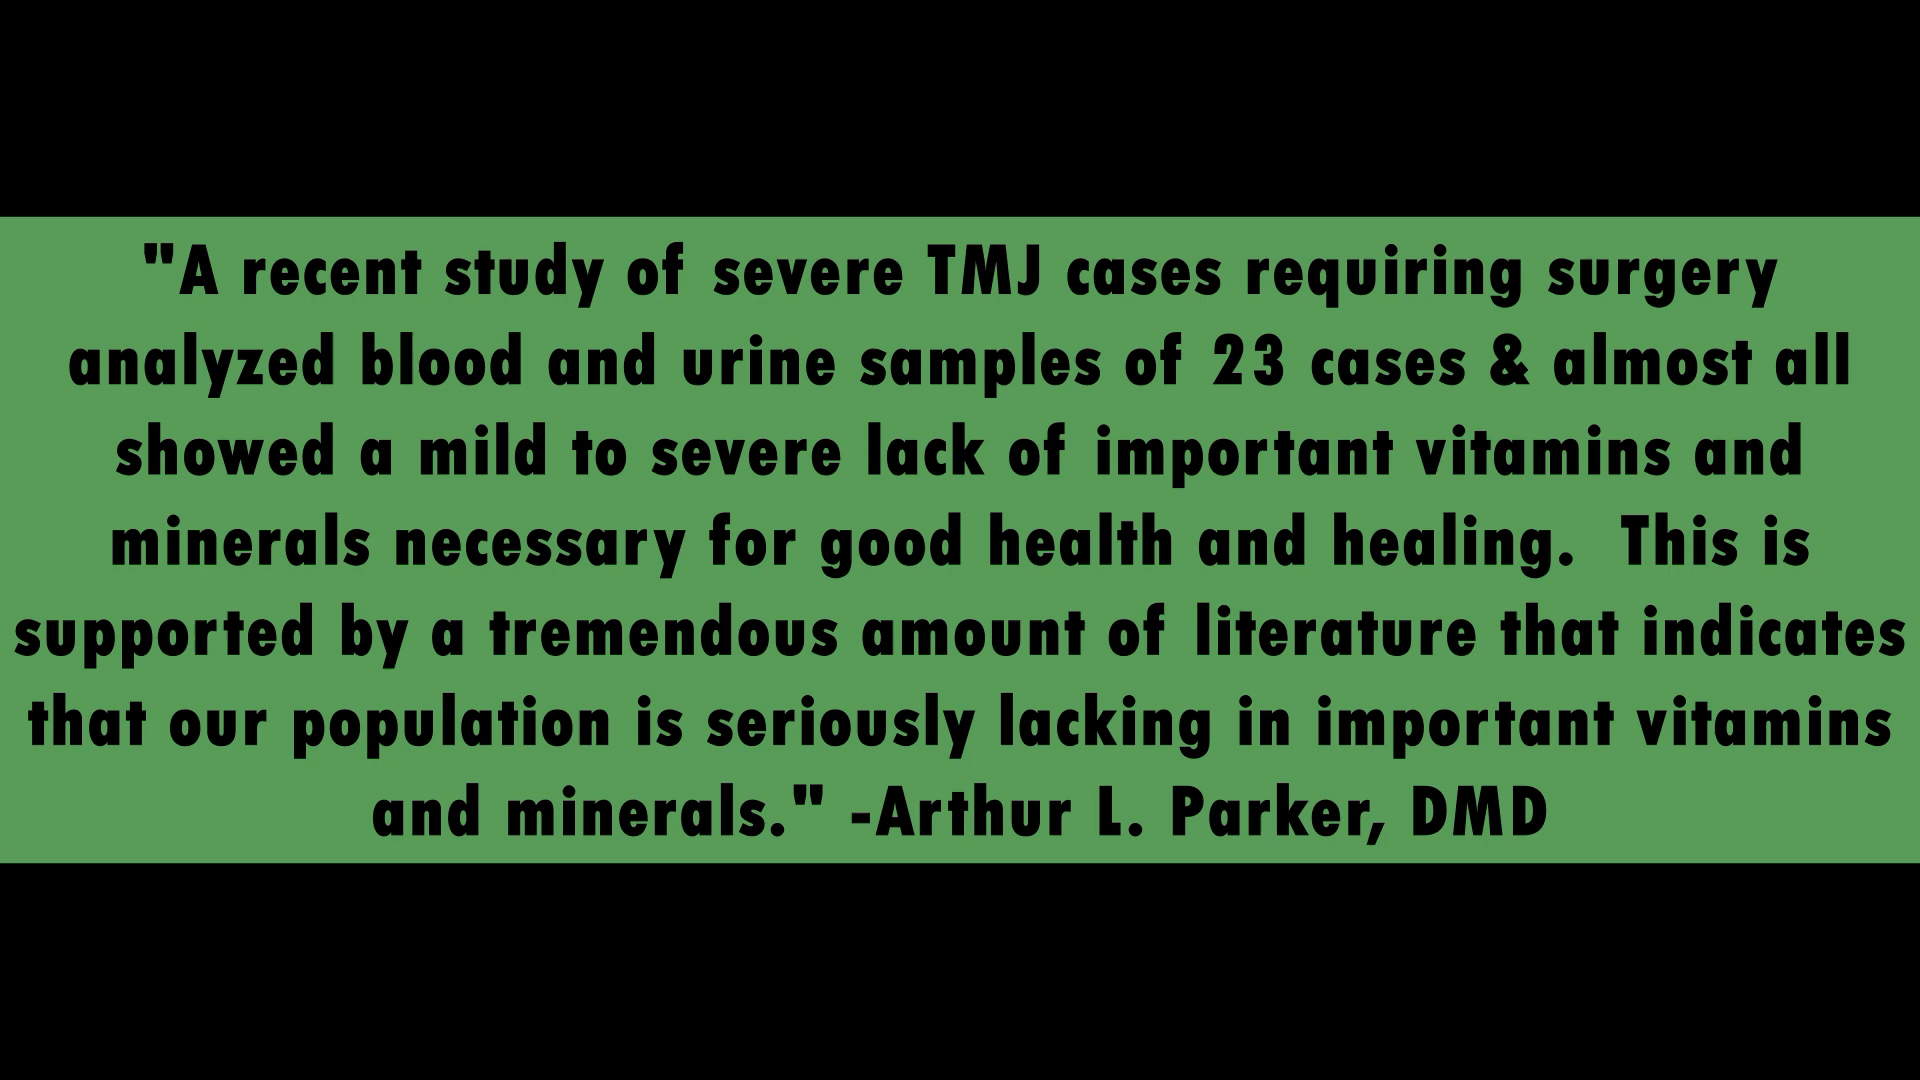 "A recent study of severe TMJ cases requiring surgery
analyzed blood and urine samples of 23 cases & almost all
showed a mild to severe lack of important vitamins and
minerals necessary for good health and healing.  This is
supported by a tremendous amount of literature that indicates
that our population is seriously lacking in important vitamins
and minerals." -Arthur L. Parker, DMD